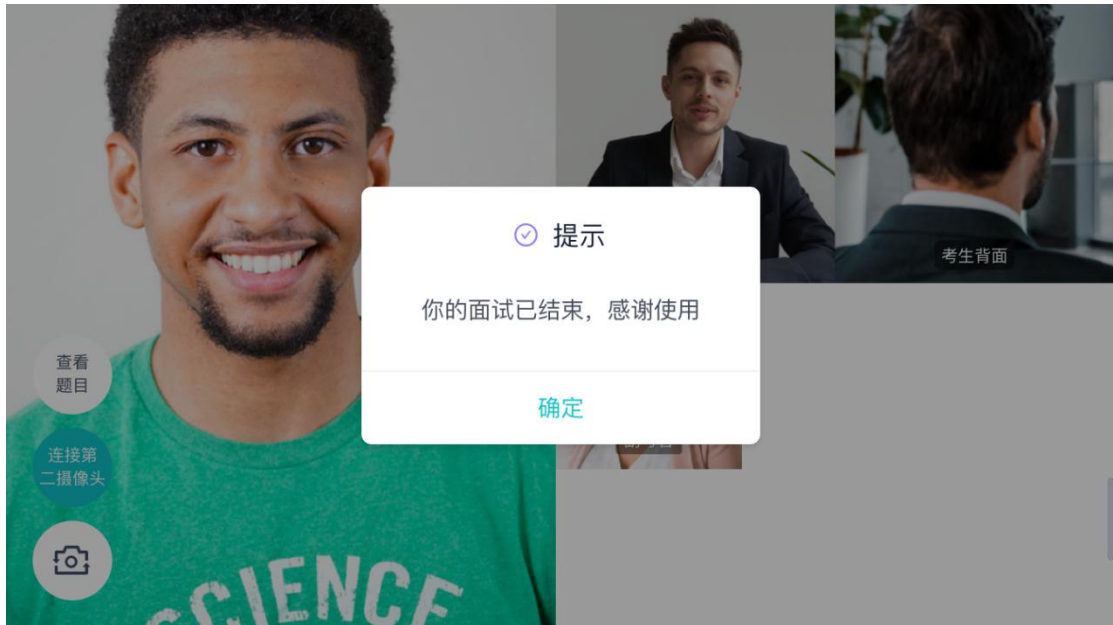 提示
你的面试已结束，感谢使用
确定
考生背面
查看
题目
连接第
二摄像头
SCIENCE